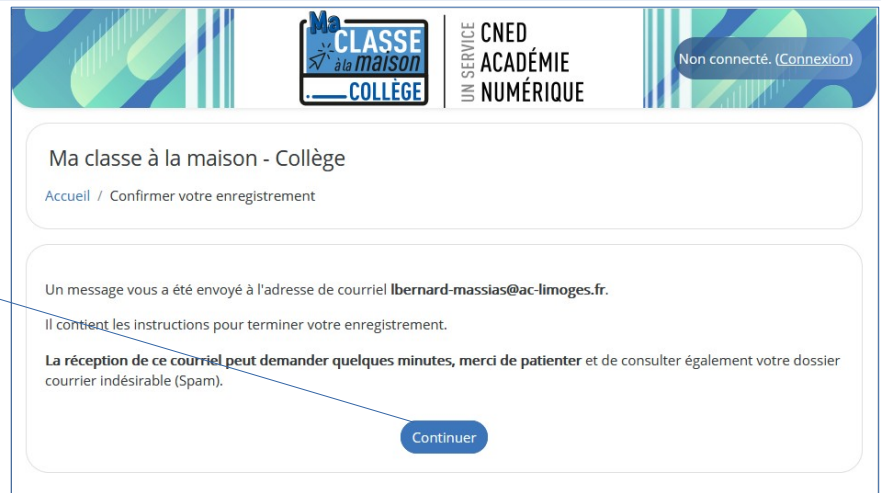 Ma
CLASSE
à la maison
COLLÈGE
UN SERVICE
CNED
ACADÉMIE
NUMÉRIQUE
Non connecté. (Connexion)
Ma classe à la maison - Collège
Accueil / Confirmer votre enregistrement
Un message vous a été envoyé à l'adresse de courriel lbernard-massias@ac-limoges.fr.
Il contient les instructions pour terminer votre enregistrement.
La réception de ce courriel peut demander quelques minutes, merci de patienter et de consulter également votre dossier
courrier indésirable (Spam).
Continuer